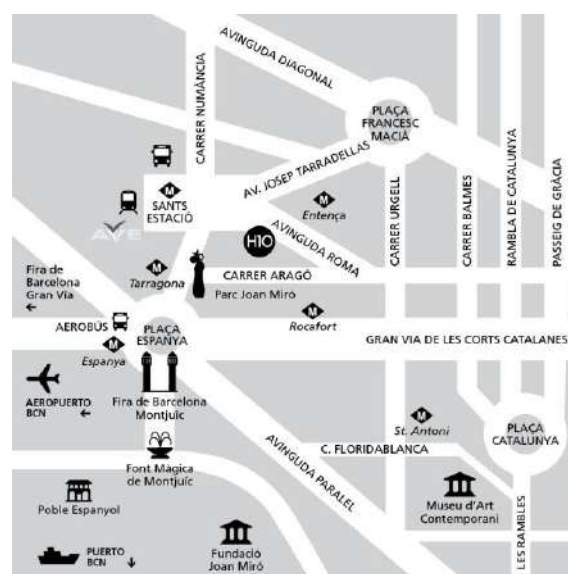 AVINGUDA DIAGONAL
CARRER NUMÀNCIA
PLAÇA
FRANCESC
MACIÀ
AV. JOSEP TARRADELLAS
M
SANTS
ESTACIÓ
AVE
M
Entença
H10
AVINGUDA ROMA
CARRER URGELL
CARRER BALMES
RAMBLA DE CATALUNYA
PASSEIG DE GRÀCIA
Fira de
Barcelona
Gran Vía
←
M
Tarragona
CARRER ARAGÓ
Parc Joan Miró
AEROBÚS
PLAÇA
ESPANYA
M
Rocafort
GRAN VIA DE LES CORTS CATALANES
M
Espanya
AEROPUERTO
BCN ←
Fira de Barcelona
Montjuïc
M
St. Antoni
PLAÇA
CATALUNYA
C. FLORIDABLANCA
AVINGUDA PARALEL
Font Màgica
de Montjuïc
Poble Espanyol
Museu d'Art
Contemporani
LES RAMBLES
PUERTO
BCN ↓
Fundació
Joan Miró